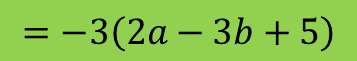 = −3(2a − 3b + 5)